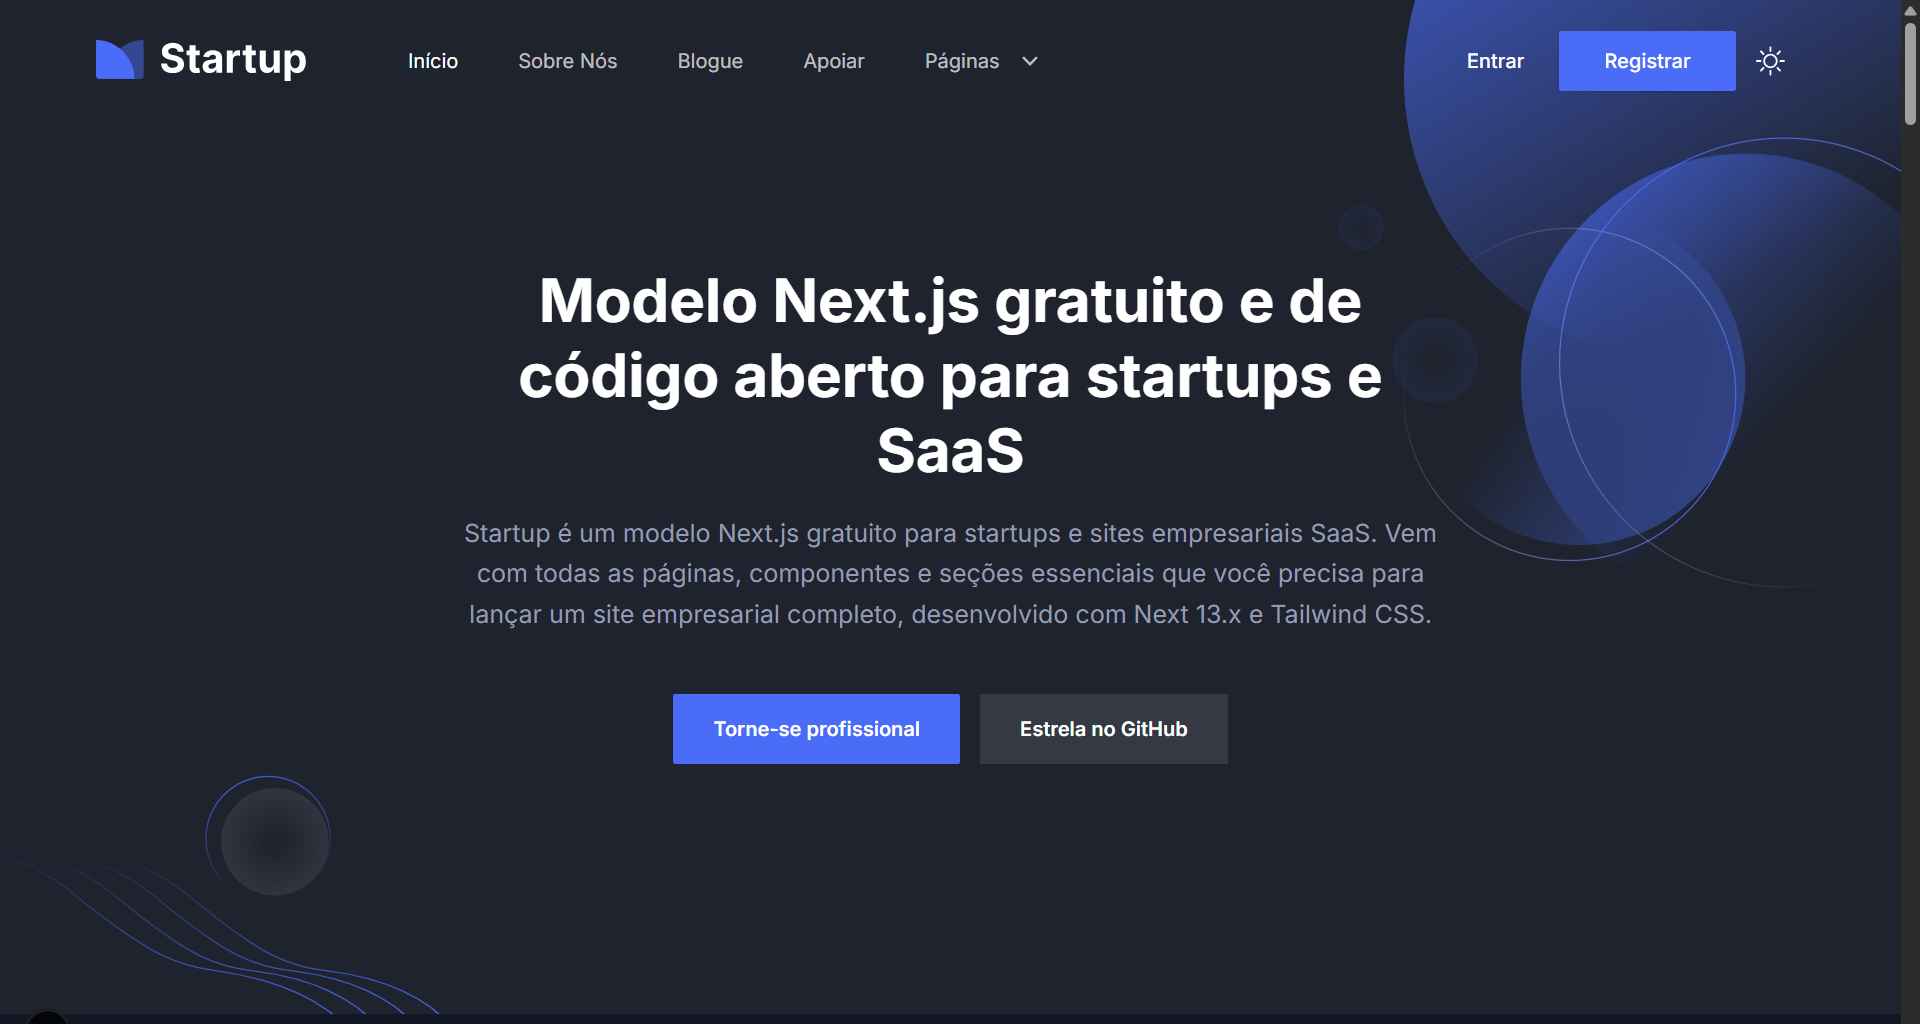 Startup
Início
Sobre Nós
Blogue
Apoiar
Páginas
Entrar
Registrar
Modelo Next.js gratuito e de
código aberto para startups e
SaaS
Startup é um modelo Next.js gratuito para startups e sites empresariais SaaS. Vem
com todas as páginas, componentes e seções essenciais que você precisa para
lançar um site empresarial completo, desenvolvido com Next 13.x e Tailwind CSS.
Torne-se profissional
Estrela no GitHub